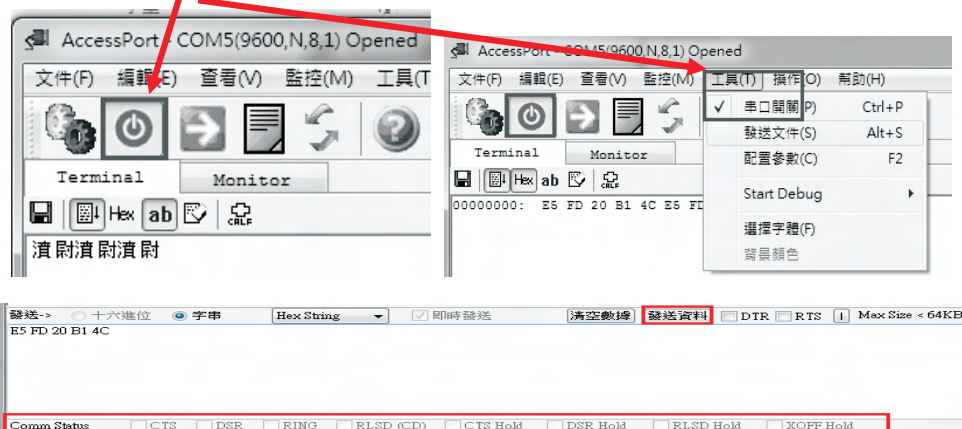 AccessPort - COM5(9600,N,8,1) Opened
文件(F) 編輯(E) 查看(V) 監控(M) 工具(T
Terminal Monitor
Hex ab CRLF
濆尉濆尉濆尉
AccessPort - COM5(9600,N,8,1) Opened
文件(F) 編輯(E) 查看(V) 監控(M) 工具(T) 操作(O) 幫助(H)
✓ 串口開關(P) Ctrl+P
發送文件(S) Alt+S
配置參數(C) F2
Start Debug
選擇字體(F)
背景顏色
Terminal Monitor
Hex ab CRLF
00000000: E5 FD 20 B1 4C E5 FD
發送-> 十六進位 字串 Hex String 即時發送 清空數據 發送資料 DTR RTS Max Size < 64KB
E5 FD 20 B1 4C
Comm Status CTS DSR RING RLSD (CD) CTS Hold DSR Hold RLSD Hold XOFF Hold